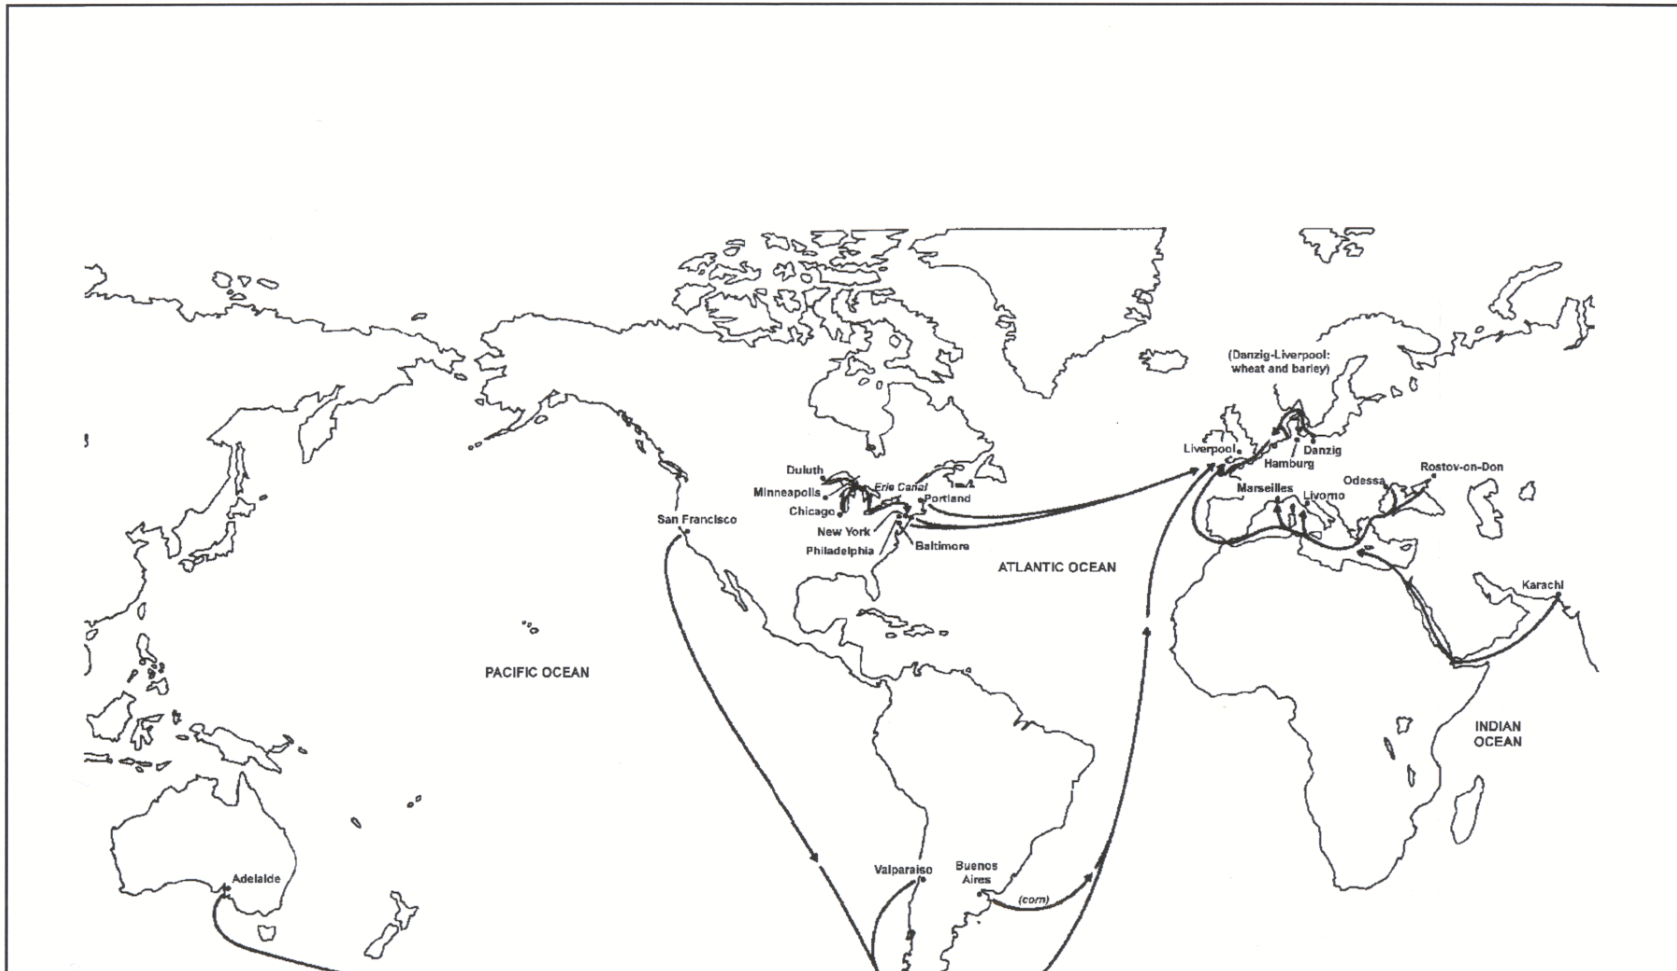 (Danzig-Liverpool:
wheat and barley)
Liverpool
Danzig
Hamburg
Duluth
Rostov-on-Don
Odessa
Minneapolis
Erie Canal
Marseilles
Livorno
Portland
Chicago
San Francisco
New York
Baltimore
Philadelphia
ATLANTIC OCEAN
Karachi
PACIFIC OCEAN
INDIAN
OCEAN
Valparaiso
Buenos
Aires
Adelaide
(corn)